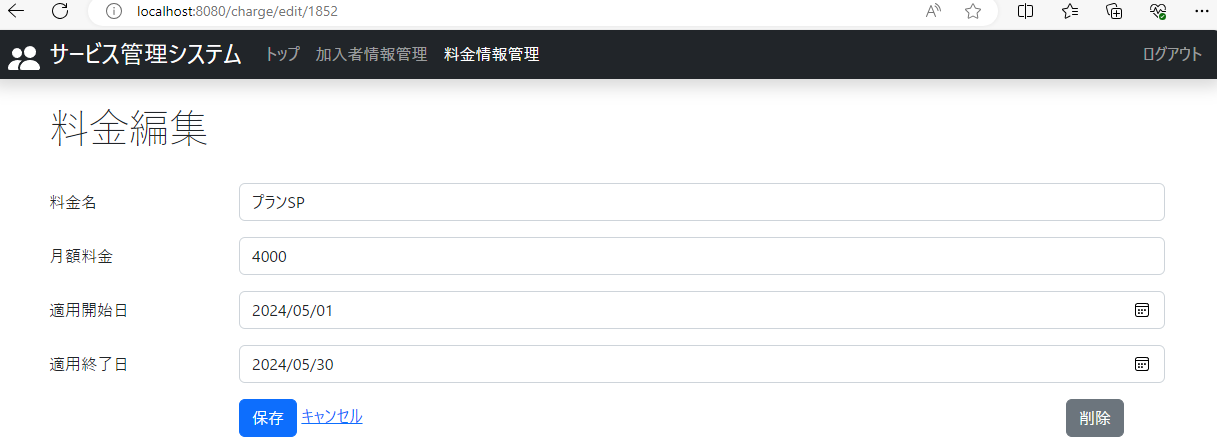 localhost:8080/charge/edit/1852
サービス管理システム トップ 加入者情報管理 料金情報管理 ログアウト
料金編集
料金名 プランSP
月額料金 4000
適用開始日 2024/05/01
適用終了日 2024/05/30
保存 キャンセル 削除